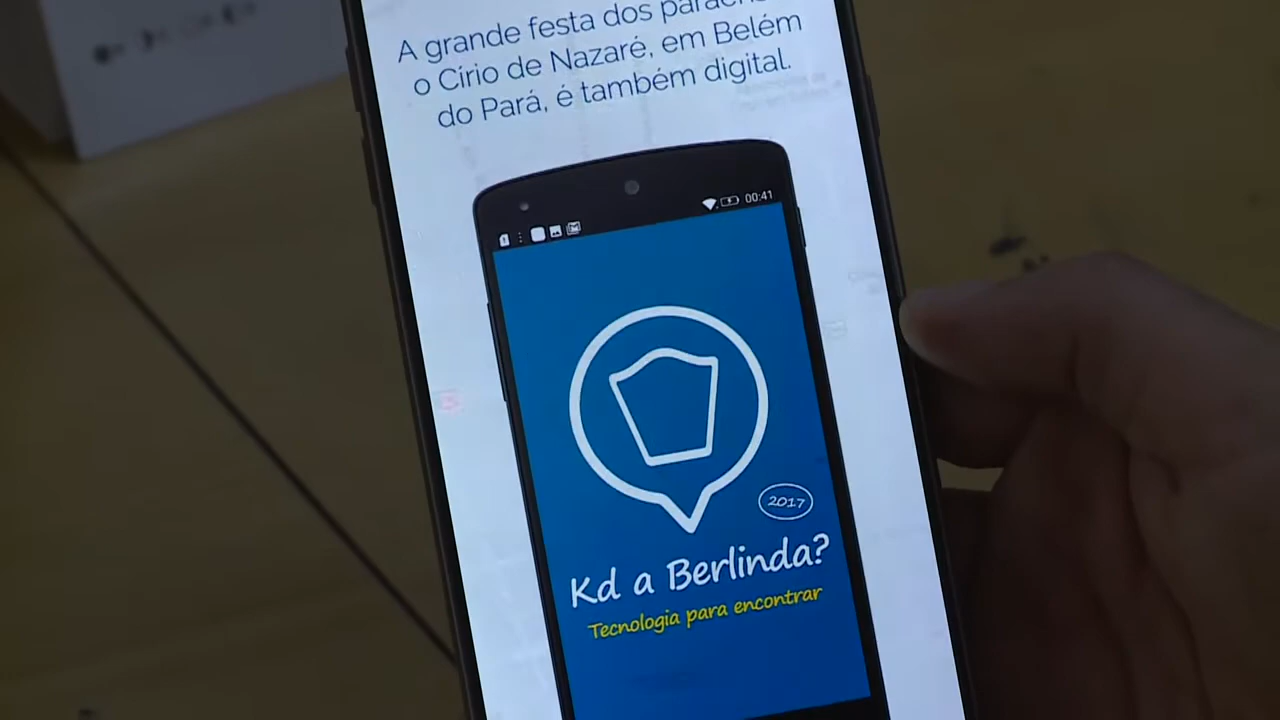 A grande festa dos
o Círio de Nazaré, em Belém
do Pará, é também digital.
00:41
2017
Kd a Berlinda?
Tecnologia para encontrar